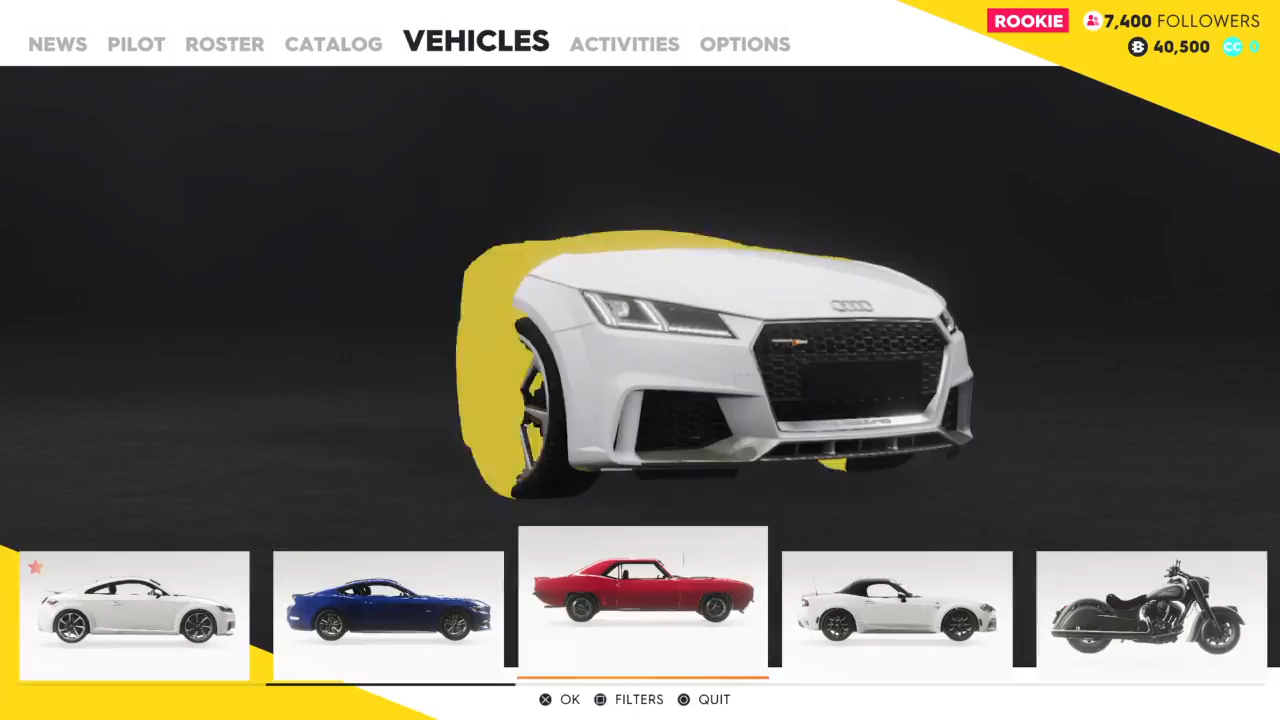 NEWS PILOT ROSTER CATALOG VEHICLES ACTIVITIES OPTIONS
ROOKIE 7,400 FOLLOWERS
40,500 CC 0
OK FILTERS QUIT